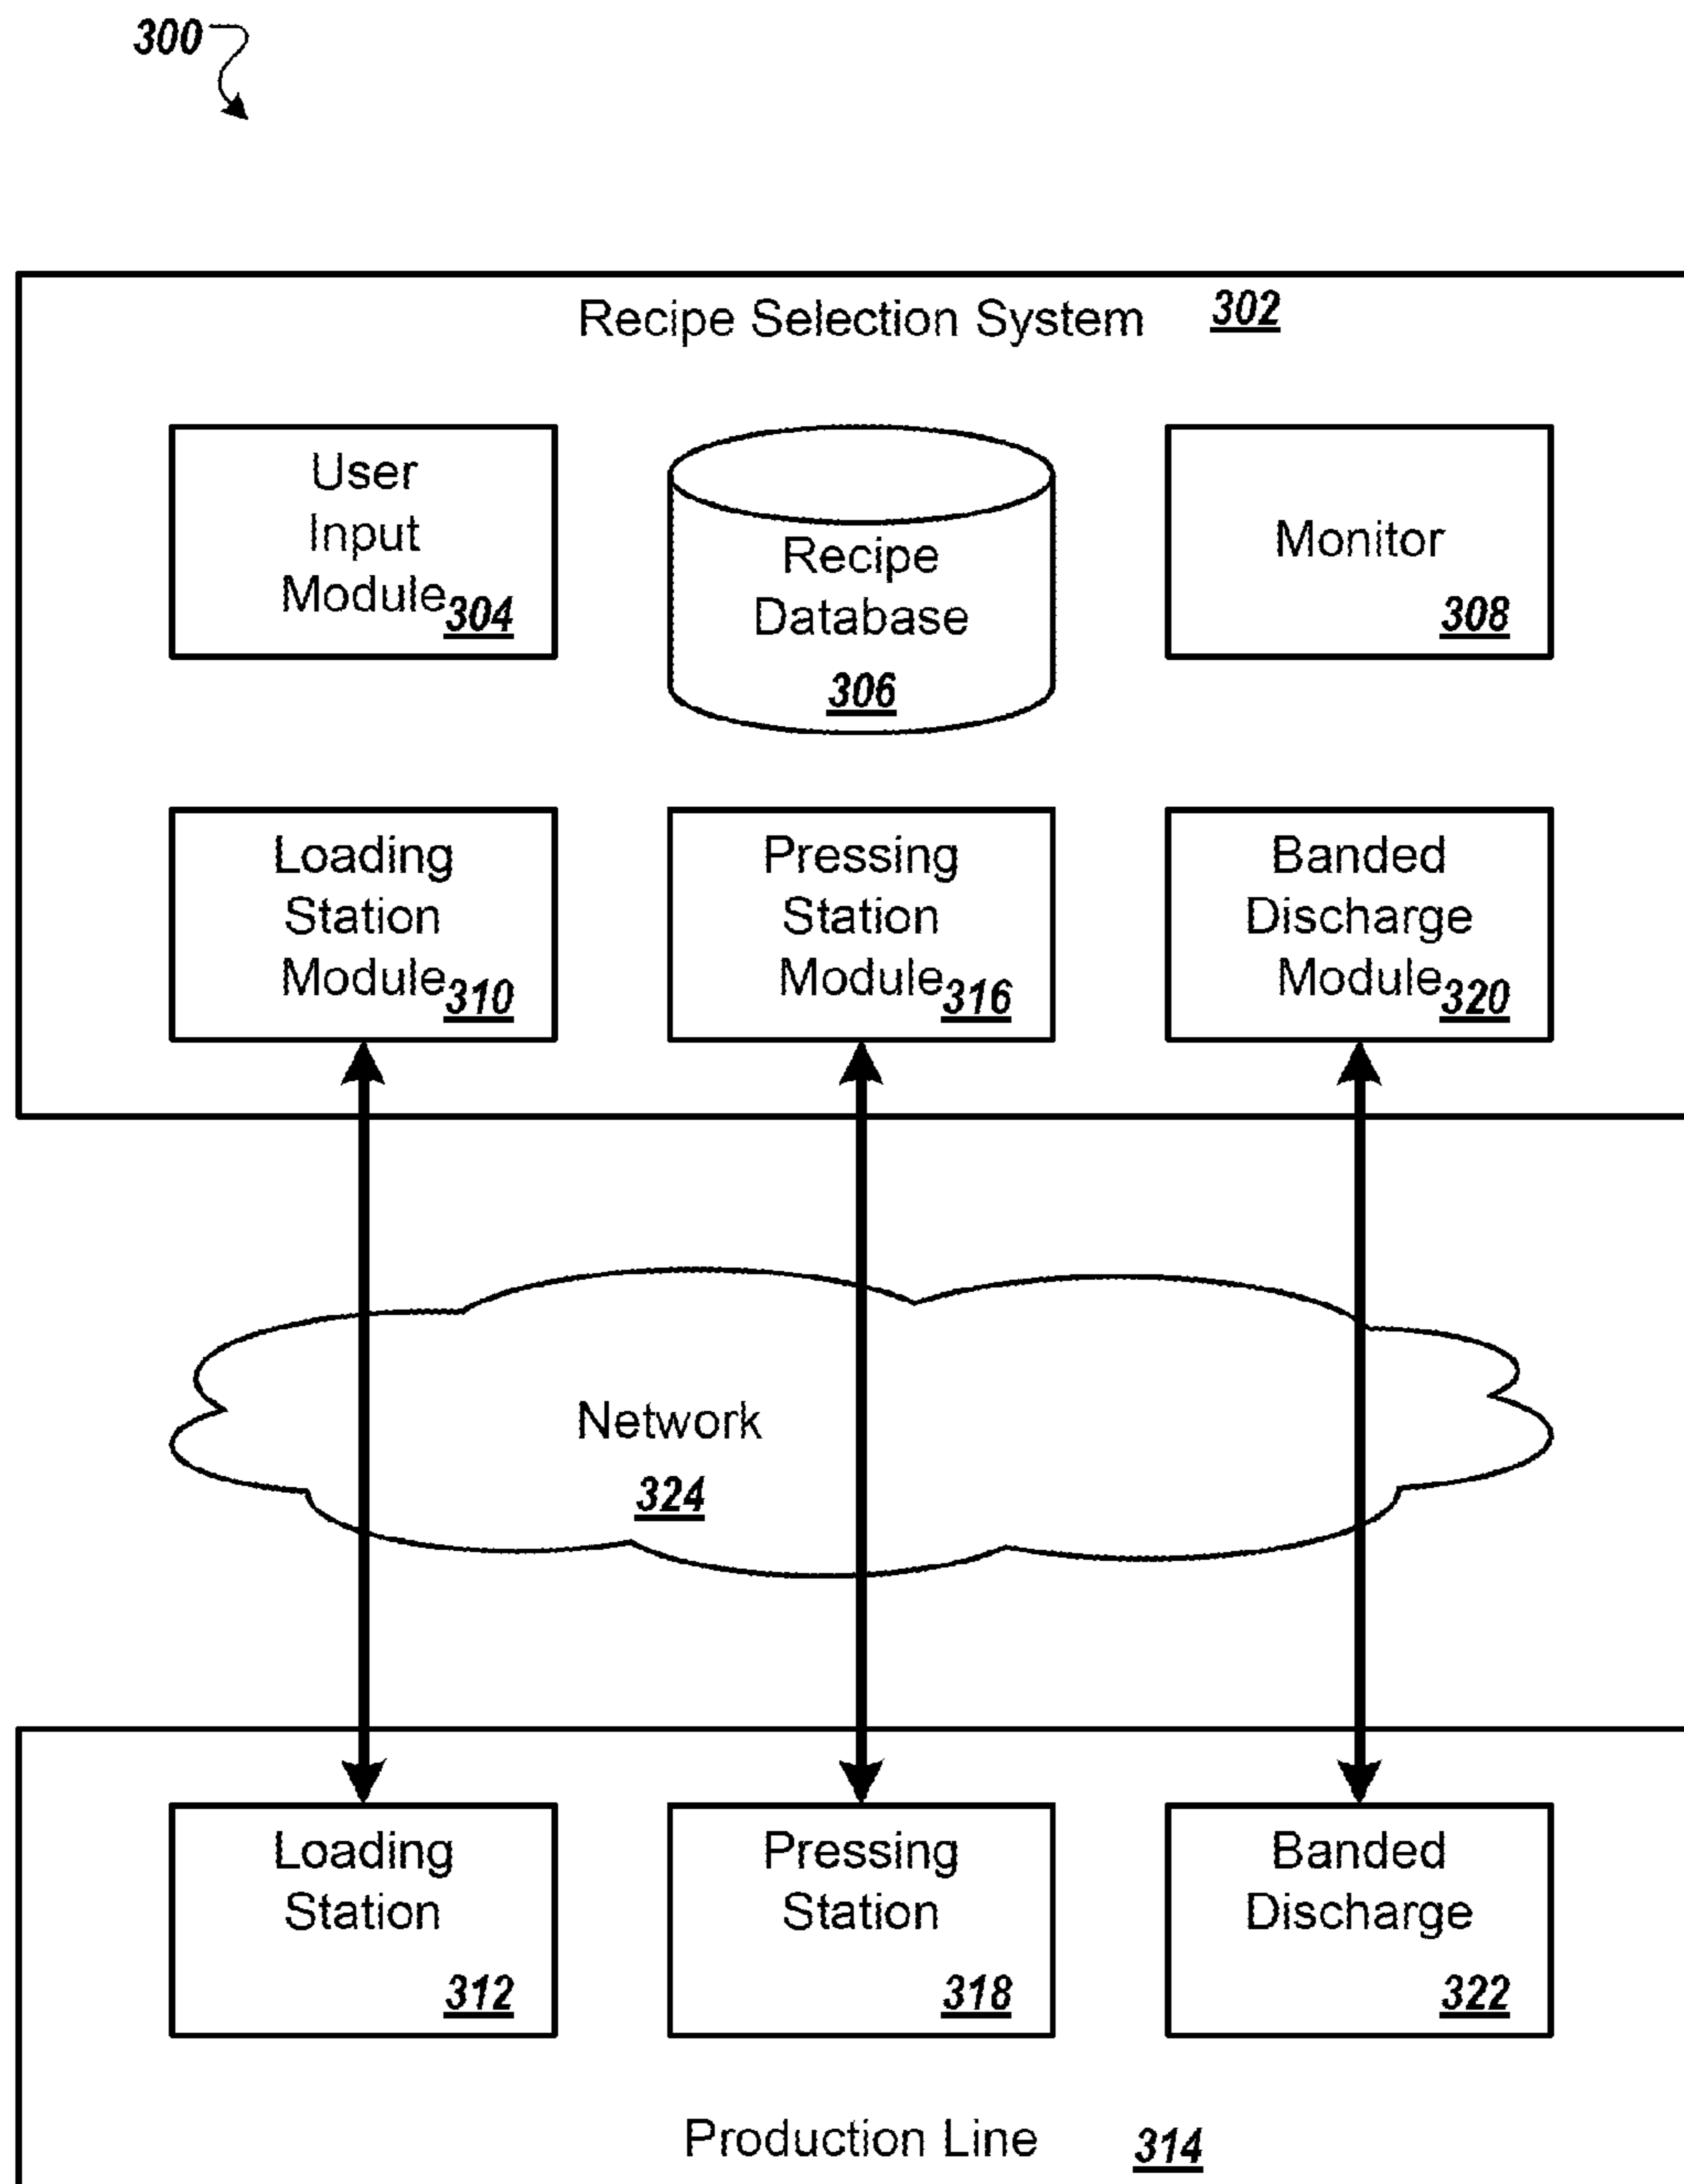 300
Recipe Selection System 302
User
Input
Module 304
Recipe
Database
306
Monitor
308
Loading
Station
Module 310
Pressing
Station
Module 316
Banded
Discharge
Module 320
Network
324
Loading
Station
312
Pressing
Station
318
Banded
Discharge
322
Production Line 314